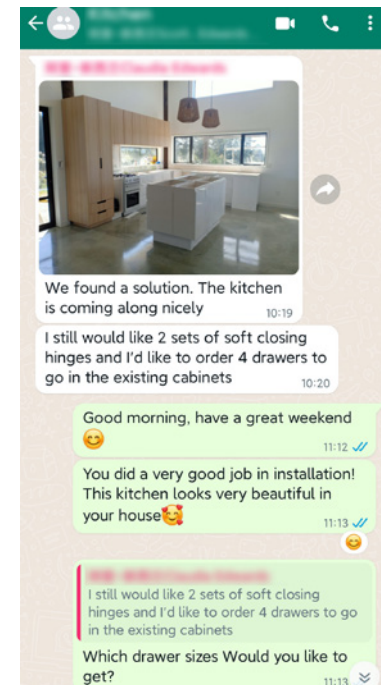 We found a solution. The kitchen
is coming along nicely
10:19
I still would like 2 sets of soft closing
hinges and I'd like to order 4 drawers to
go in the existing cabinets
10:20
Good morning, have a great weekend
😊
11:12
You did a very good job in installation!
This kitchen looks very beautiful in
your house🥰
11:13
😊
I still would like 2 sets of soft closing
hinges and I'd like to order 4 drawers to go
in the existing cabinets
Which drawer sizes Would you like to
get?
11:13